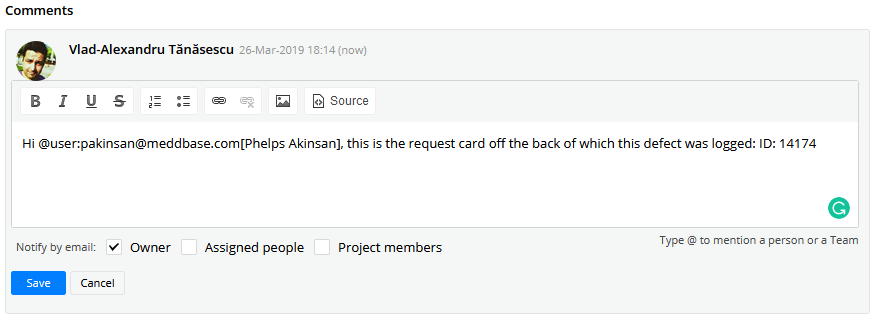 Comments
Vlad-Alexandru Tănăsescu 26-Mar-2019 18:14 (now)
B I U S Source
Hi @user:pakinsan@meddbase.com[Phelps Akinsan], this is the request card off the back of which this defect was logged: ID: 14174
Type @ to mention a person or a Team
Notify by email: Owner Assigned people Project members
Save Cancel